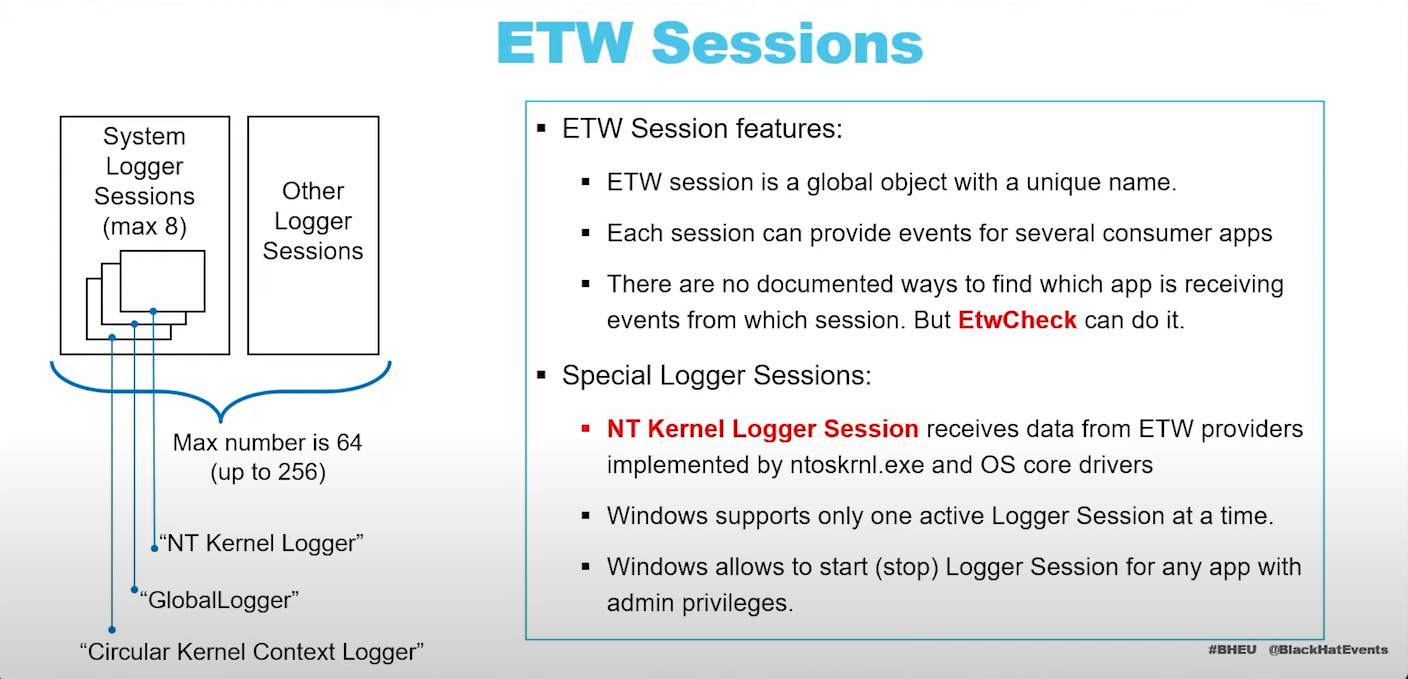 ETW Sessions
System
Logger
Sessions
(max 8)
Other
Logger
Sessions
Max number is 64
(up to 256)
“NT Kernel Logger”
“GlobalLogger”
“Circular Kernel Context Logger”
ETW Session features:
ETW session is a global object with a unique name.
Each session can provide events for several consumer apps
There are no documented ways to find which app is receiving
events from which session. But EtwCheck can do it.
Special Logger Sessions:
NT Kernel Logger Session receives data from ETW providers
implemented by ntoskrnl.exe and OS core drivers
Windows supports only one active Logger Session at a time.
Windows allows to start (stop) Logger Session for any app with
admin privileges.
#BHEU @BlackHatEvents